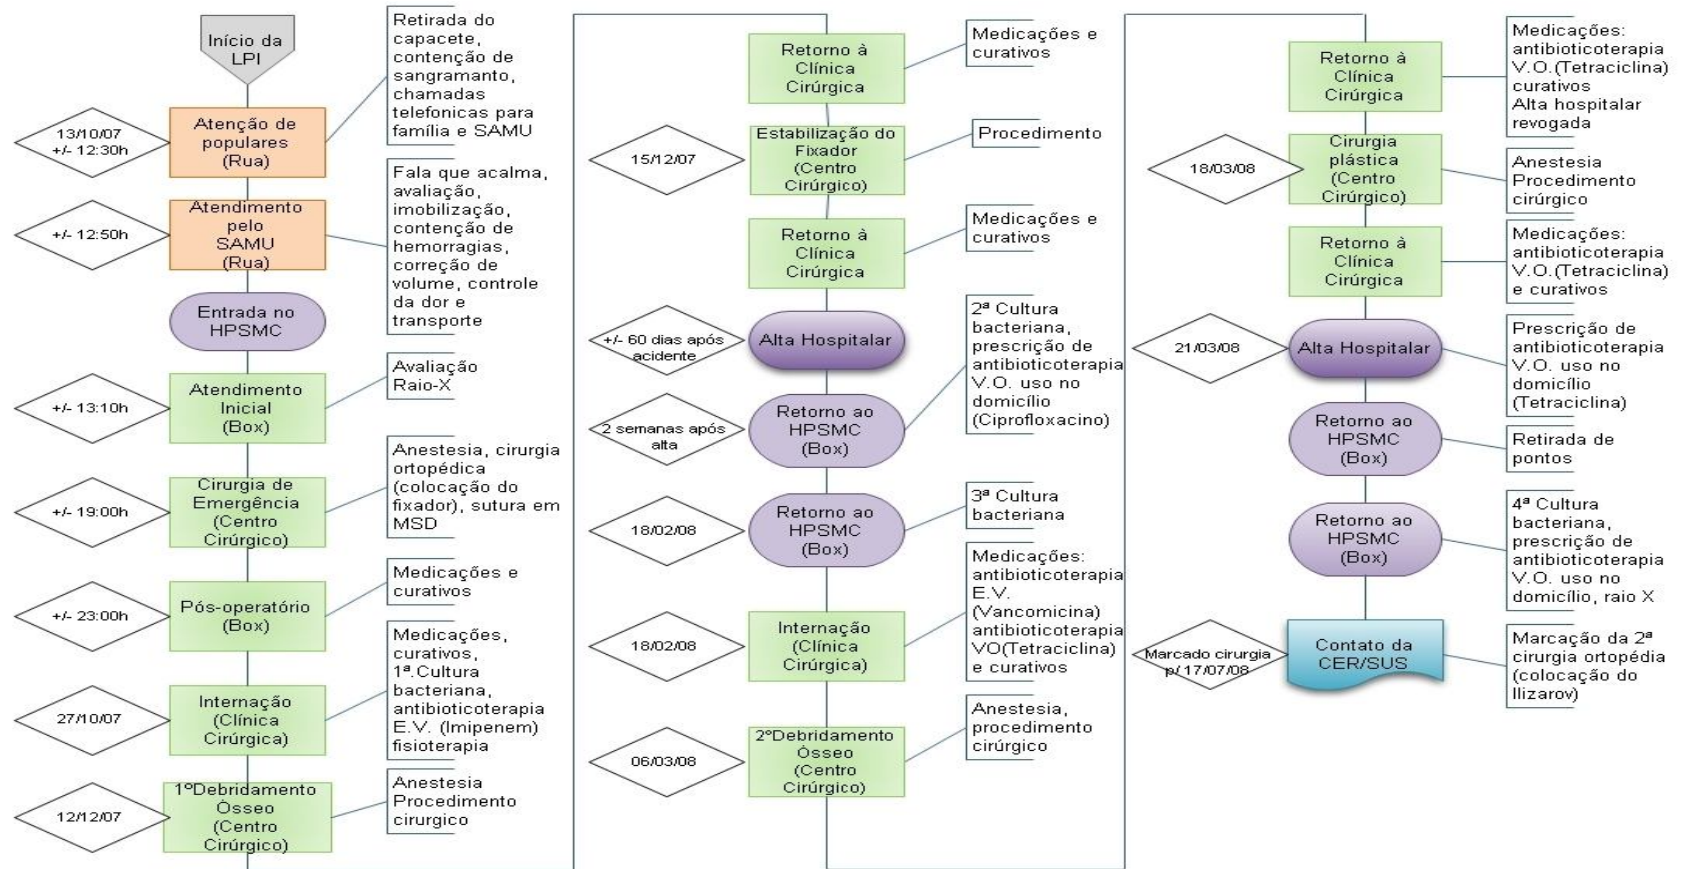 Início da
LPI
13/10/07
+/- 12:30h
Atenção de
populares
(Rua)
Retirada do
capacete,
contenção de
sangramanto,
chamadas
telefonicas para
família e SAMU
+/- 12:50h
Atendimento
pelo
SAMU
(Rua)
Fala que acalma,
avaliação,
imobilização,
contenção de
hemorragias,
correção de
volume, controle
da dor e
transporte
Entrada no
HPSMC
+/- 13:10h
Atendimento
Inicial
(Box)
Avaliação
Raio-X
+/- 19:00h
Cirurgia de
Emergência
(Centro
Cirúrgico)
Anestesia, cirurgia
ortopédica
(colocação do
fixador), sutura em
MSD
+/- 23:00h
Pós-operatório
(Box)
Medicações e
curativos
27/10/07
Internação
(Clínica
Cirúrgica)
Medicações,
curativos,
1ª.Cultura
bacteriana,
antibioticoterapia
E.V. (Imipenem)
fisioterapia
12/12/07
1ºDebridamento
Ósseo
(Centro
Cirúrgico)
Anestesia
Procedimento
cirurgico
Retorno à
Clínica
Cirúrgica
Medicações e
curativos
15/12/07
Estabilização do
Fixador
(Centro
Cirúrgico)
Procedimento
Retorno à
Clínica
Cirúrgica
Medicações e
curativos
+/- 60 dias após
acidente
Alta Hospitalar
2 semanas após
alta
Retorno ao
HPSMC
(Box)
2ª Cultura
bacteriana,
prescrição de
antibioticoterapia
V.O. uso no
domicílio
(Ciprofloxacino)
18/02/08
Retorno ao
HPSMC
(Box)
3ª Cultura
bacteriana
18/02/08
Internação
(Clínica
Cirúrgica)
Medicações:
antibioticoterapia
E.V.
(Vancomicina)
antibioticoterapia
VO(Tetraciclina)
e curativos
06/03/08
2ºDebridamento
Ósseo
(Centro
Cirúrgico)
Anestesia,
procedimento
cirúrgico
Retorno à
Clínica
Cirúrgica
Medicações:
antibioticoterapia
V.O.(Tetraciclina)
curativos
Alta hospitalar
revogada
18/03/08
Cirurgia
plástica
(Centro
Cirúrgico)
Anestesia
Procedimento
cirúrgico
Retorno à
Clínica
Cirúrgica
Medicações:
antibioticoterapia
V.O.(Tetraciclina)
e curativos
21/03/08
Alta Hospitalar
Prescrição de
antibioticoterapia
V.O. uso no
domicílio
(Tetraciclina)
Retorno ao
HPSMC
(Box)
Retirada de
pontos
Retorno ao
HPSMC
(Box)
4ª Cultura
bacteriana,
prescrição de
antibioticoterapia
V.O. uso no
domicílio, raio X
Marcado cirurgia
p/ 17/07/08
Contato da
CER/SUS
Marcação da 2ª
cirurgia ortopédia
(colocação do
Ilizarov)